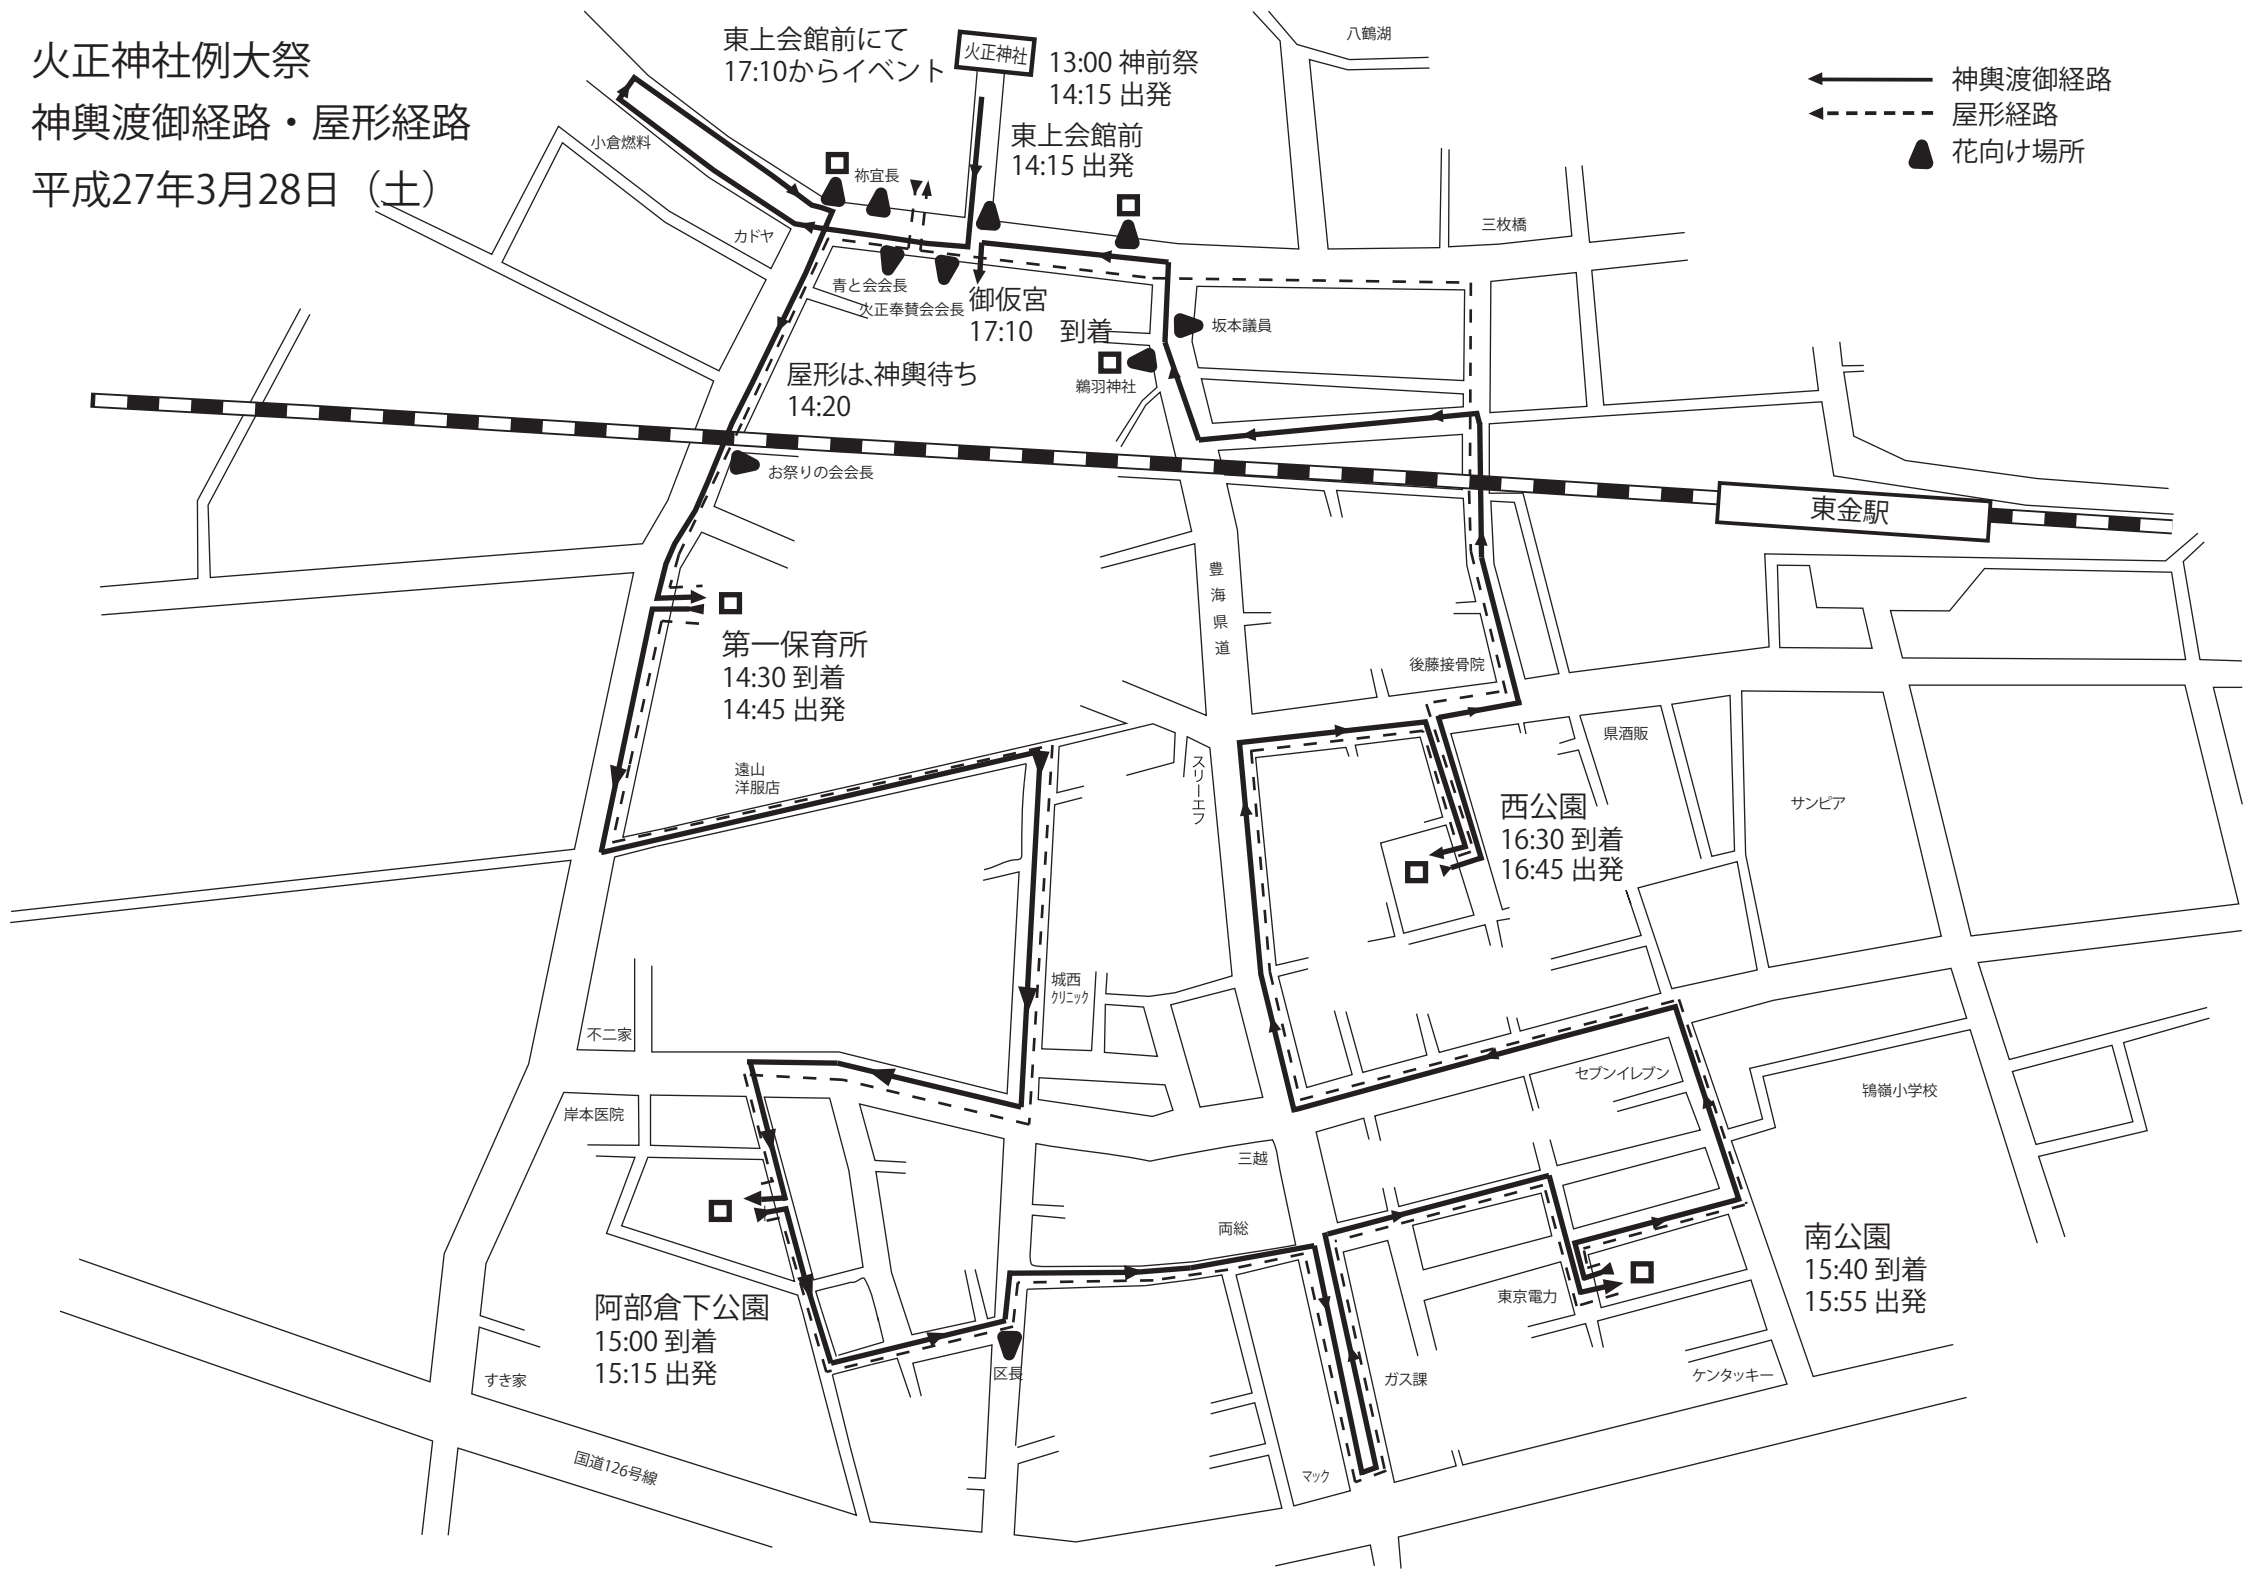 火正神社例大祭
神輿渡御経路・屋形経路
平成27年3月28日（土）
東上会館前にて
17:10からイベント
火正神社
13:00 神前祭
14:15 出発
東上会館前
14:15 出発
八鶴湖
神輿渡御経路
屋形経路
花向け場所
小倉燃料
祢宜長
カドヤ
三枚橋
青と会会長
火正奉賛会会長
御仮宮
17:10 到着
坂本議員
鵜羽神社
屋形は、神輿待ち
14:20
お祭りの会会長
東金駅
豊海県道
第一保育所
14:30 到着
14:45 出発
後藤接骨院
県酒販
遠山
洋服店
スリーエフ
西公園
16:30 到着
16:45 出発
サンピア
城西
クリニック
不二家
岸本医院
セブンイレブン
鴇嶺小学校
三越
両総
南公園
15:40 到着
15:55 出発
東京電力
阿部倉下公園
15:00 到着
15:15 出発
区長
すき家
ガス課
ケンタッキー
国道126号線
マック